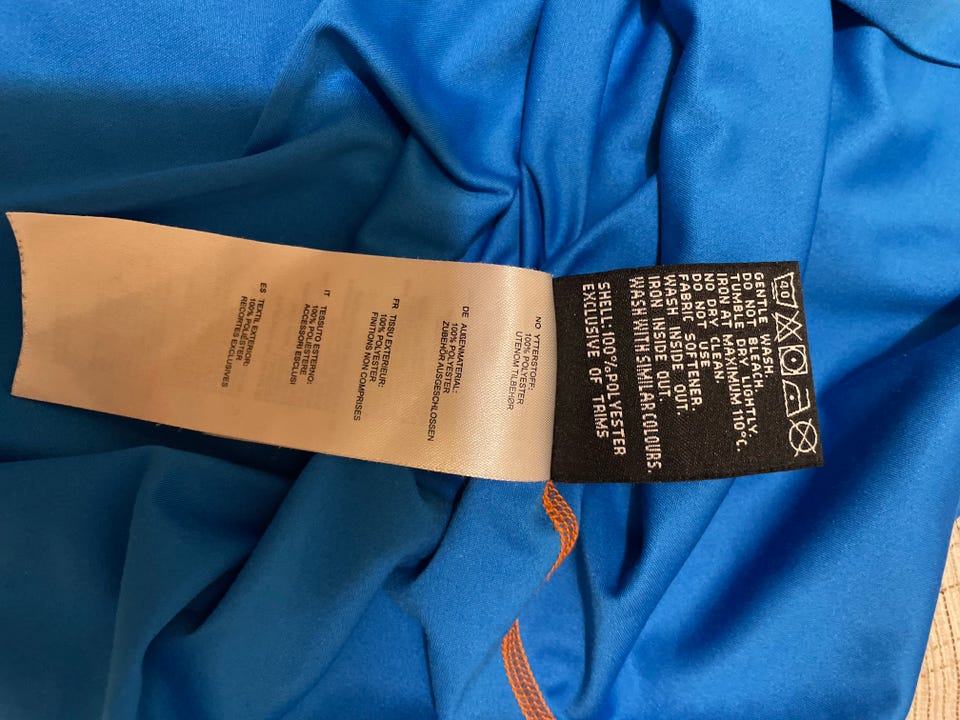 40
GENTLE WASH.
DO NOT BLEACH.
TUMBLE DRY LIGHTLY.
IRON AT MAXIMUM 110°C.
NO DRY CLEAN.
DO NOT USE
FABRIC SOFTENER.
WASH INSIDE OUT.
IRON INSIDE OUT.
WASH WITH SIMILAR COLOURS.
SHELL: 100% POLYESTER
EXCLUSIVE OF TRIMS
NO YTTERSTOFF:
100% POLYESTER
UTENOM TILBEHØR
DE AUßENMATERIAL:
100% POLYESTER
ZUBEHÖR AUSGESCHLOSSEN
FR TISSU EXTERIEUR:
100% POLYESTER
FINITIONS NON COMPRISES
IT TESSUTO ESTERNO:
100% POLIESTERE
ACCESSORI ESCLUSI
ES TEXTIL EXTERIOR:
100% POLIÉSTER
RECORTES EXCLUSIVES